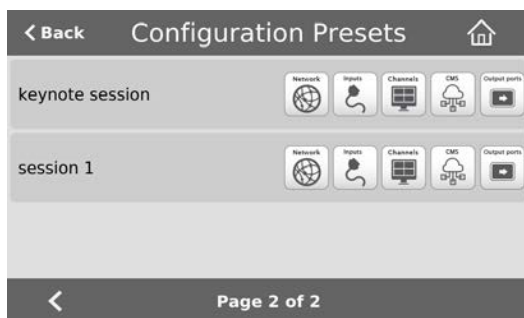 Back Configuration Presets
Network Inputs Channels CMS Output ports
keynote session
Network Inputs Channels CMS Output ports
session 1
Page 2 of 2